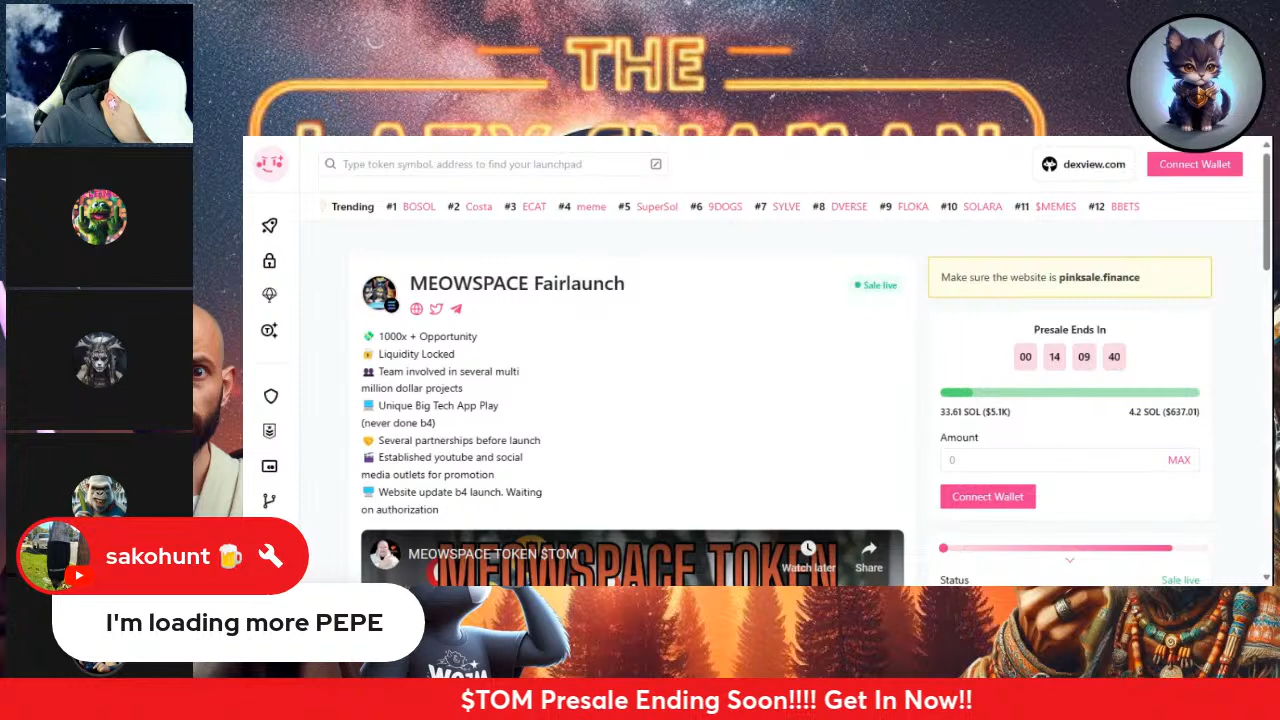 THE
LAZY SHAMAN
Type token symbol, address to find your launchpad
dexview.com
Connect Wallet
Trending #1 BOSOL #2 Costa #3 ECAT #4 meme #5 SuperSol #6 9DOGS #7 SYLVE #8 DVERSE #9 FLOKA #10 SOLARA #11 $MEMES #12 BBETS
MEOWSPACE Fairlaunch
Sale live
1000x + Opportunity
Liquidity Locked
Team involved in several multi
million dollar projects
Unique Big Tech App Play
(never done b4)
Several partnerships before launch
Established youtube and social
media outlets for promotion
Website update b4 launch. Waiting
on authorization
MEOWSPACE TOKEN $TOM
MEOWSPACE TOKEN
Watch later
Share
Make sure the website is pinksale.finance
Presale Ends In
00 14 09 40
33.61 SOL ($5.1K) 4.2 SOL ($637.01)
Amount
0 MAX
Connect Wallet
Status Sale live
sakohunt 🍺
I'm loading more PEPE
$TOM Presale Ending Soon!!!! Get In Now!!